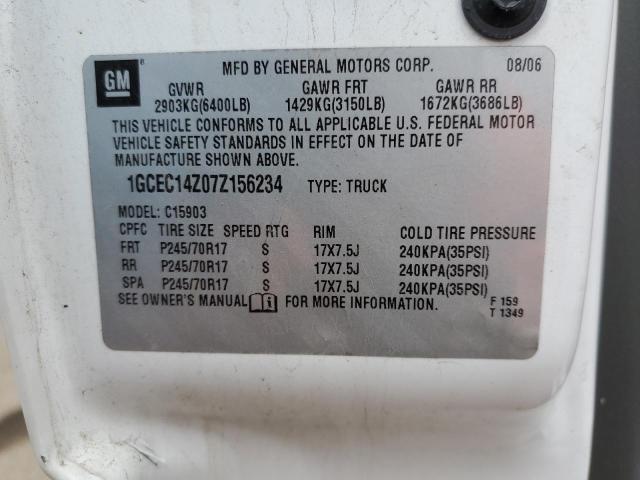 GM ®
MFD BY GENERAL MOTORS CORP. 08/06
GVWR GAWR FRT GAWR RR
2903KG(6400LB) 1429KG(3150LB) 1672KG(3686LB)
THIS VEHICLE CONFORMS TO ALL APPLICABLE U.S. FEDERAL MOTOR
VEHICLE SAFETY STANDARDS IN EFFECT ON THE DATE OF
MANUFACTURE SHOWN ABOVE.
1GCEC14Z07Z156234 TYPE: TRUCK
MODEL: C15903
CPFC TIRE SIZE SPEED RTG RIM COLD TIRE PRESSURE
FRT P245/70R17 S 17X7.5J 240KPA(35PSI)
RR P245/70R17 S 17X7.5J 240KPA(35PSI)
SPA P245/70R17 S 17X7.5J 240KPA(35PSI)
SEE OWNER'S MANUAL FOR MORE INFORMATION.
F 159
T 1349